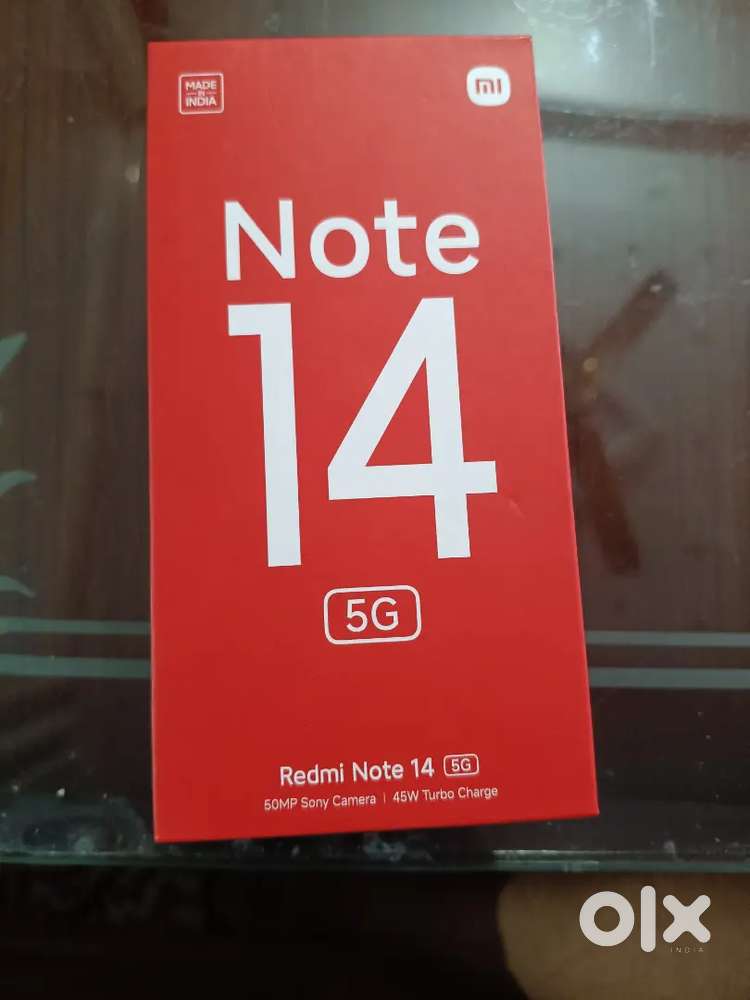 MADE
IN
INDIA
mi
Note
14
5G
Redmi Note 14 5G
50MP Sony Camera | 45W Turbo Charge
olx
INDIA